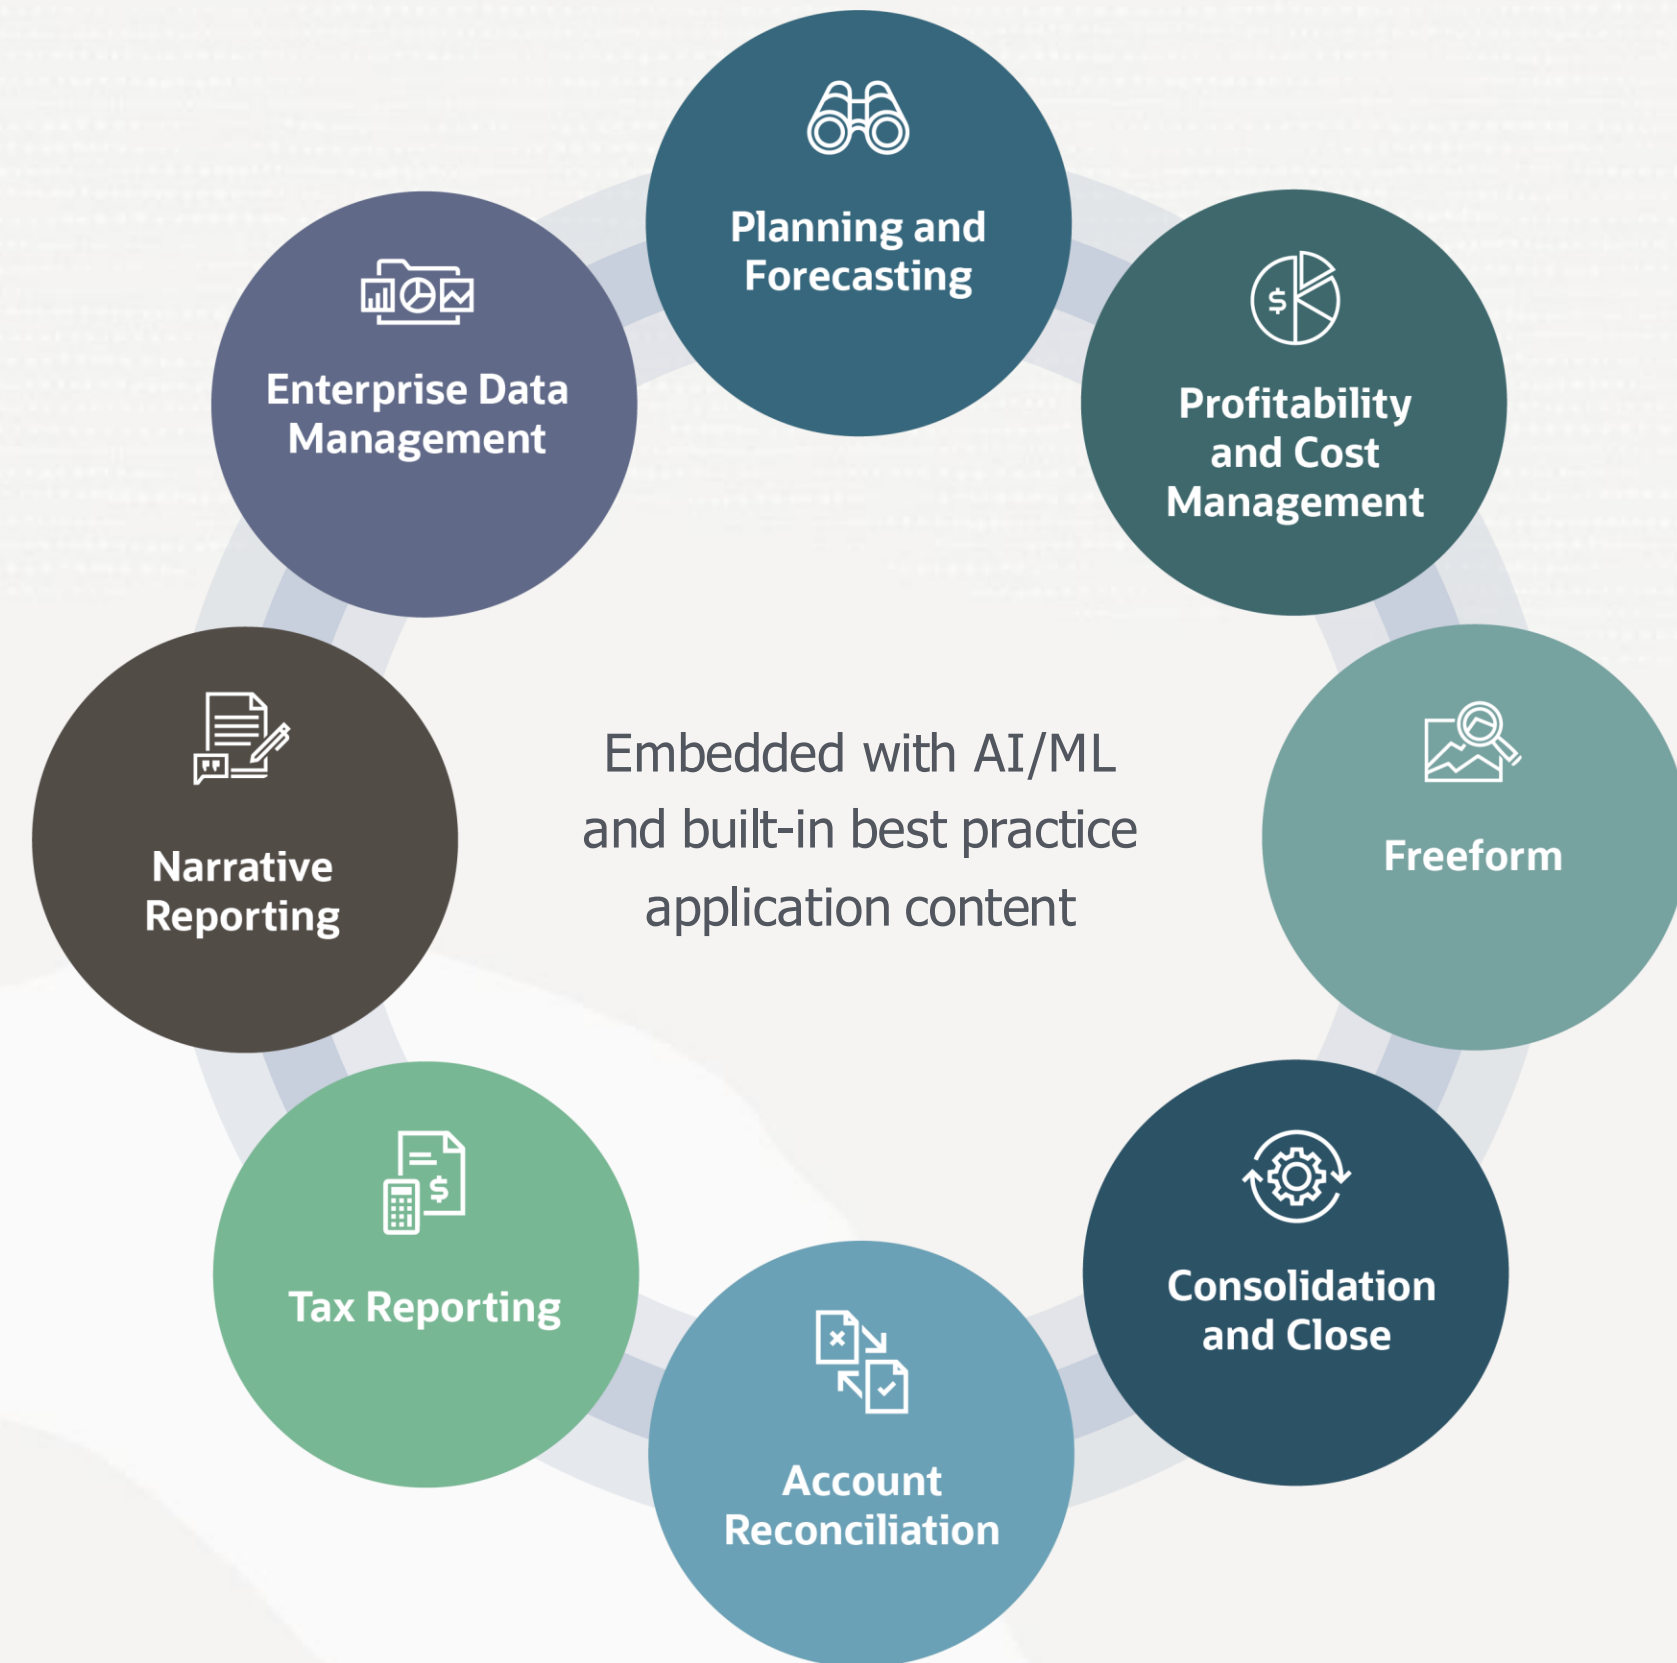 Planning and
Forecasting
Profitability
and Cost
Management
Freeform
Consolidation
and Close
Account
Reconciliation
Tax Reporting
Narrative
Reporting
Enterprise Data
Management
Embedded with AI/ML
and built-in best practice
application content